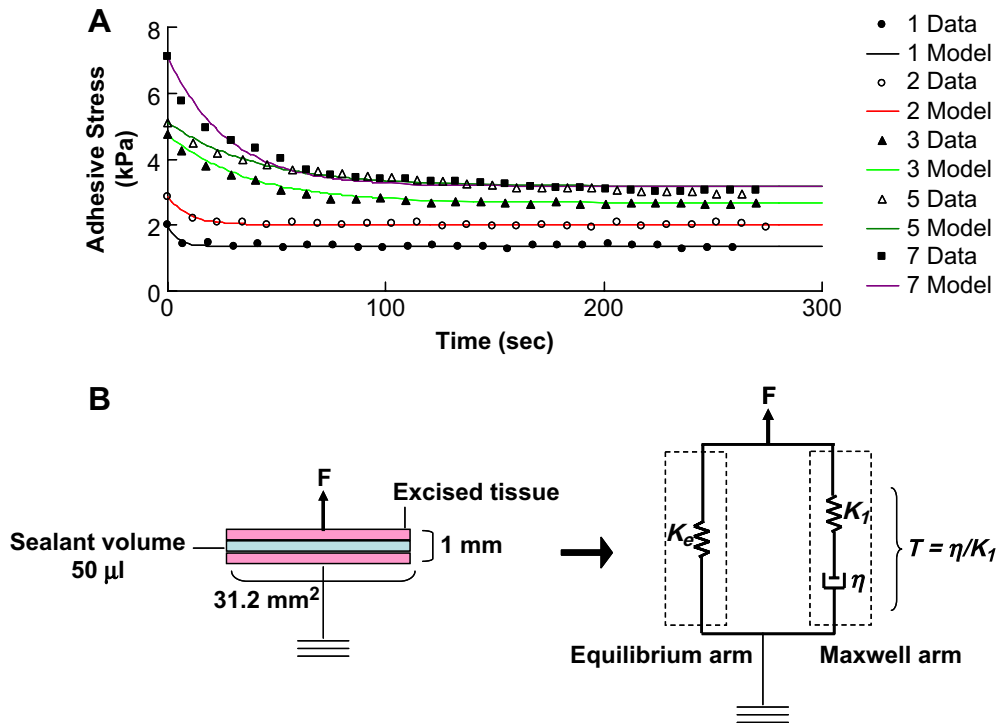 A
8
6
4
2
0
Adhesive Stress
(kPa)
0
100
200
300
Time (sec)
1 Data
1 Model
2 Data
2 Model
3 Data
3 Model
5 Data
5 Model
7 Data
7 Model
B
F
Excised tissue
Sealant volume
50 μl
1 mm
31.2 mm²
F
Kₑ
K₁
η
T = η/K₁
Equilibrium arm
Maxwell arm